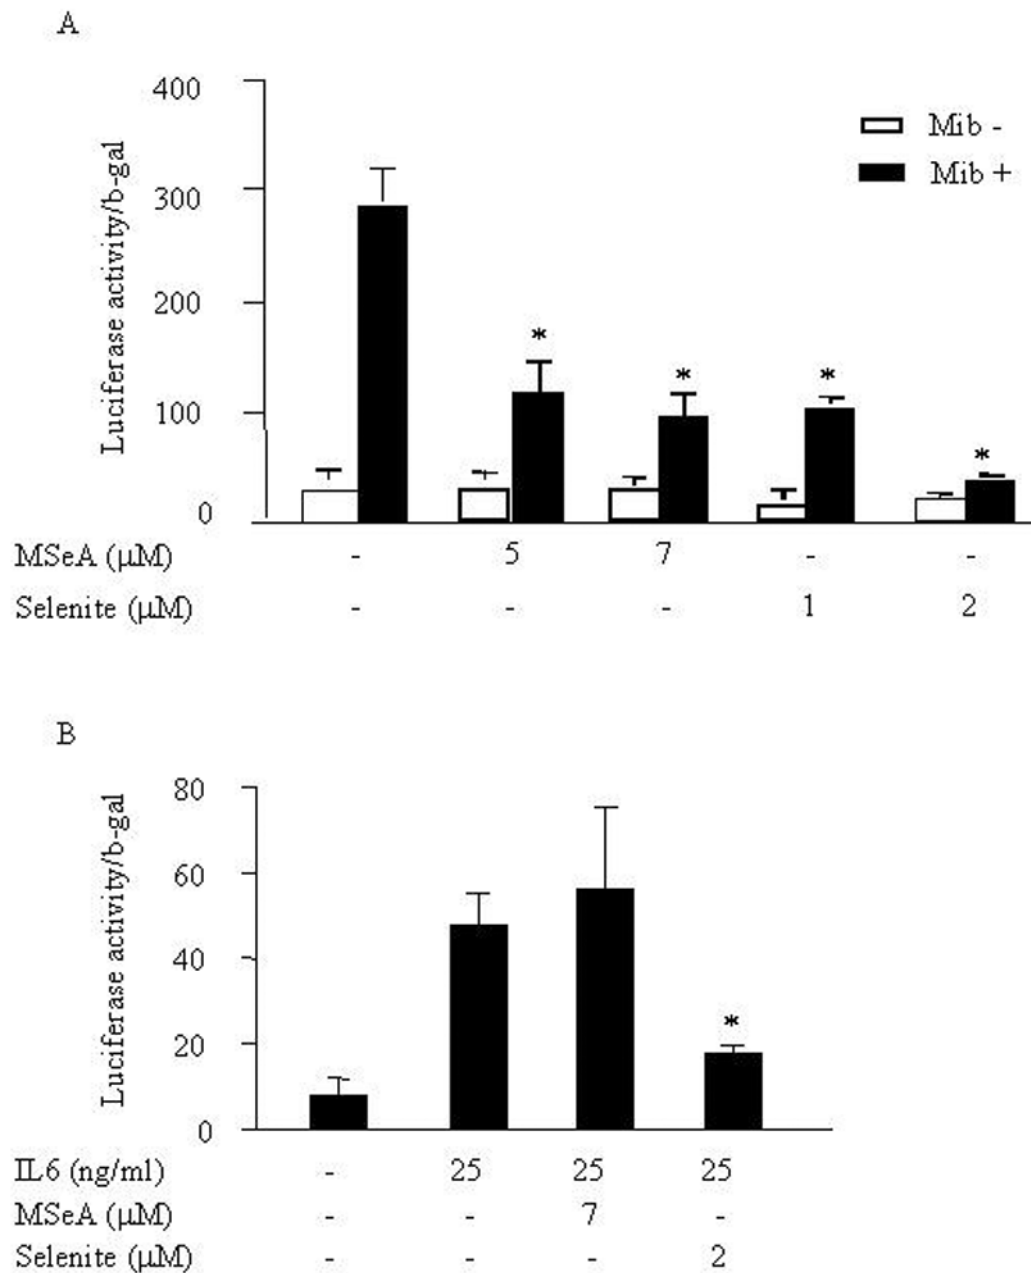 A
400
300
200
100
0
Luciferase activity/b-gal
Mib -
Mib +
* * * *
MSeA (µM) - 5 7 - -
Selenite (µM) - - - 1 2
B
80
60
40
20
0
Luciferase activity/b-gal
*
IL6 (ng/ml) - 25 25 25
MSeA (µM) - - 7 -
Selenite (µM) - - - 2